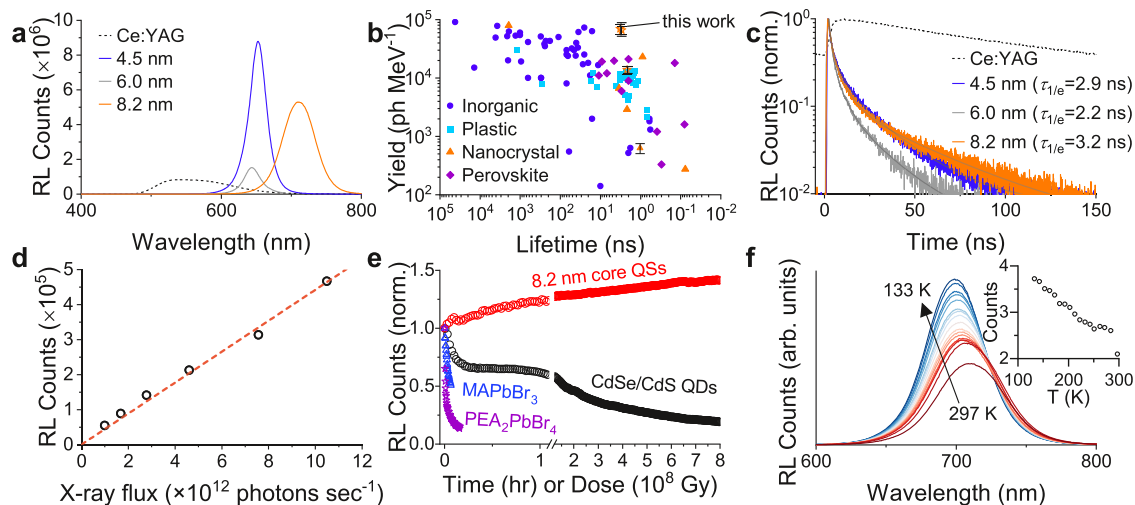 a
RL Counts (×10⁶)
10
8
6
4
2
0
Ce:YAG
4.5 nm
6.0 nm
8.2 nm
400
600
800
Wavelength (nm)
b
Yield (ph MeV⁻¹)
10⁵
10⁴
10³
10²
this work
Inorganic
Plastic
Nanocrystal
Perovskite
10⁵ 10⁴ 10³ 10² 10¹ 10⁰ 10⁻¹ 10⁻²
Lifetime (ns)
c
RL Counts (norm.)
10⁰
10⁻¹
10⁻²
Ce:YAG
4.5 nm (τ₁/ₑ=2.9 ns)
6.0 nm (τ₁/ₑ=2.2 ns)
8.2 nm (τ₁/ₑ=3.2 ns)
0
50
100
150
Time (ns)
d
RL Counts (×10⁵)
5
4
3
2
1
0
0 2 4 6 8 10 12
X-ray flux (×10¹² photons sec⁻¹)
e
RL Counts (norm.)
1.5
1.0
0.5
0.0
8.2 nm core QSs
CdSe/CdS QDs
MAPbBr₃
PEA₂PbBr₄
0 1 2 3 4 5 6 7 8
Time (hr) or Dose (10⁸ Gy)
f
RL Counts (arb. units)
133 K
297 K
Counts
4
3
2
100 200 300
T (K)
600
700
800
Wavelength (nm)